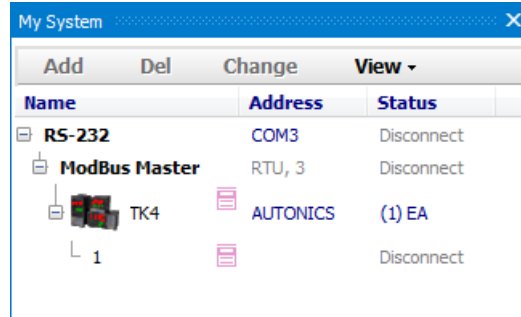 My System
Add Del Change View
Name Address Status
RS-232 COM3 Disconnect
ModBus Master RTU, 3 Disconnect
TK4 AUTONICS (1) EA
1 Disconnect